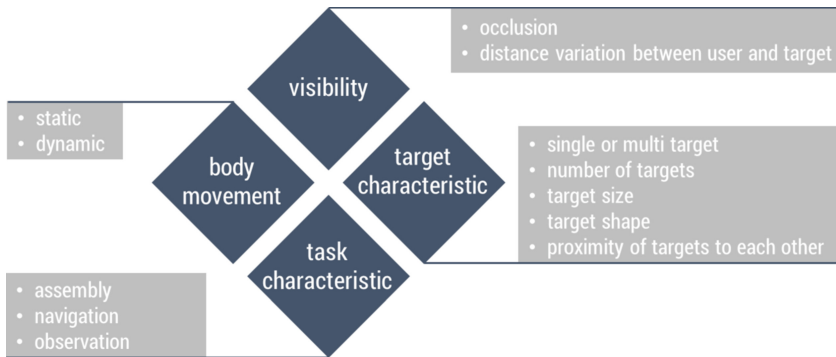 visibility
• occlusion
• distance variation between user and target
body
movement
• static
• dynamic
target
characteristic
• single or multi target
• number of targets
• target size
• target shape
• proximity of targets to each other
task
characteristic
• assembly
• navigation
• observation